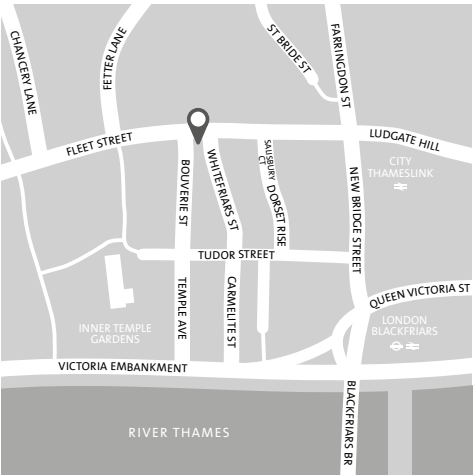 CHANCERY LANE
FETTER LANE
ST BRIDE ST
FARRINGDON ST
FLEET STREET
LUDGATE HILL
SALISBURY
CT
CITY
THAMESLINK
BOUVERIE ST
WHITEFRIARS ST
DORSET RISE
NEW BRIDGE STREET
TUDOR STREET
TEMPLE AVE
CARMELITE ST
QUEEN VICTORIA ST
INNER TEMPLE
GARDENS
LONDON
BLACKFRIARS
VICTORIA EMBANKMENT
BLACKFRIARS BR
RIVER THAMES